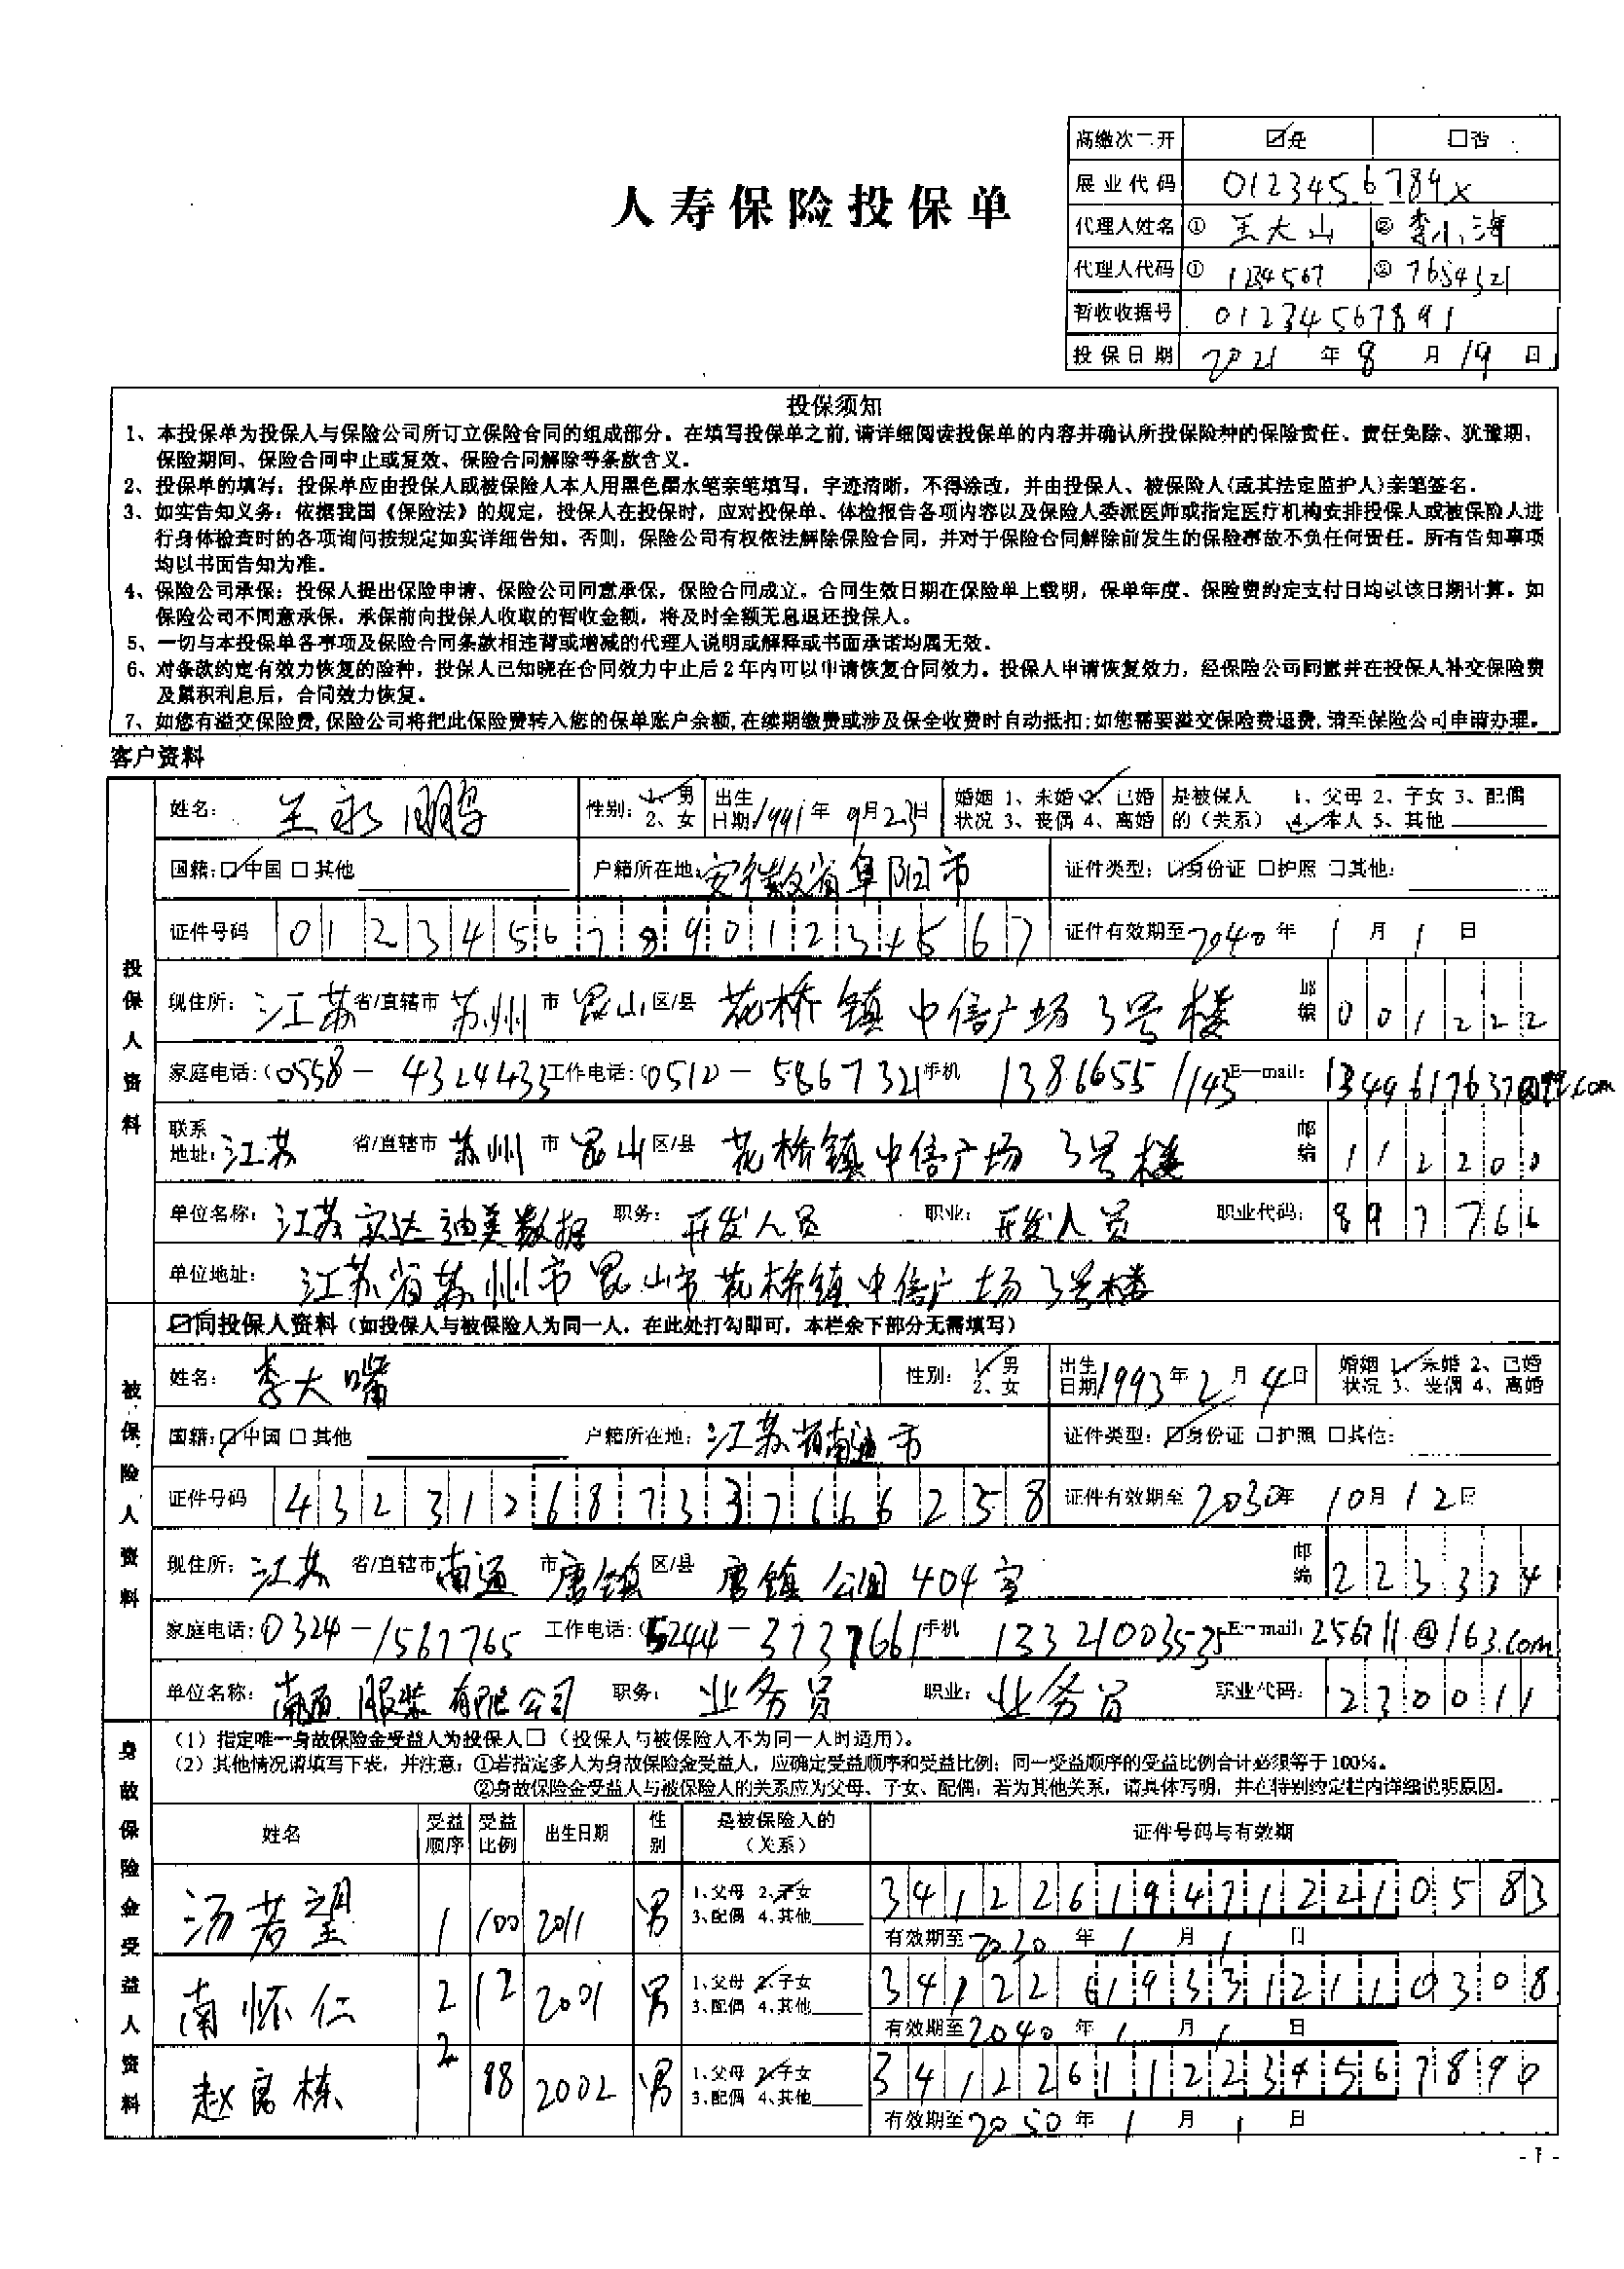 高缴次二开 ☑是 □否
展业代码 0123456789X
人寿保险投保单
代理人姓名 ① 王大山 ② 李小海
代理人代码 ① 1234567 ② 7654321
暂收收据号 01234567891
投保日期 2021 年 8 月 19 日
投保须知
1、本投保单为投保人与保险公司所订立保险合同的组成部分。在填写投保单之前,请详细阅读投保单的内容并确认所投保险种的保险责任、责任免除、犹豫期、
保险期间、保险合同中止或复效、保险合同解除等条款含义。
2、投保单的填写：投保单应由投保人或被保险人本人用黑色墨水笔亲笔填写，字迹清晰，不得涂改，并由投保人、被保险人(或其法定监护人)亲笔签名。
3、如实告知义务：依据我国《保险法》的规定，投保人在投保时，应对投保单、体检报告各项内容以及保险人委派医师或指定医疗机构安排投保人或被保险人进
行身体检查时的各项询问按规定如实详细告知。否则，保险公司有权依法解除保险合同，并对于保险合同解除前发生的保险事故不负任何责任。所有告知事项
均以书面告知为准。
4、保险公司承保：投保人提出保险申请、保险公司同意承保，保险合同成立。合同生效日期在保险单上载明，保单年度、保险费约定支付日均以该日期计算。如
保险公司不同意承保，承保前向投保人收取的暂收金额，将及时全额无息退还投保人。
5、一切与本投保单各事项及保险合同条款相违背或增减的代理人说明或解释或书面承诺均属无效。
6、对条款约定有效力恢复的险种，投保人已知晓在合同效力中止后2年内可以申请恢复合同效力。投保人申请恢复效力，经保险公司同意并在投保人补交保险费
及累积利息后，合同效力恢复。
7、如您有溢交保险费,保险公司将把此保险费转入您的保单账户余额,在续期缴费或涉及保全收费时自动抵扣;如您需要溢交保险费退费,请至保险公司申请办理。
客户资料
投保人资料
姓名： 王永鹏 性别：1、男 2、女 出生日期 1991 年 9 月 23 日 婚姻状况 1、未婚 2、已婚 3、丧偶 4、离婚 是被保人的（关系） 1、父母 2、子女 3、配偶 4、本人 5、其他
国籍：☑中国 □其他 户籍所在地：安徽省阜阳市 证件类型：☑身份证 □护照 □其他：
证件号码 012345678901234567 证件有效期至 2040 年 1 月 1 日
现住所： 江苏 省/直辖市 苏州 市 昆山 区/县 花桥镇中信广场3号楼 邮编 001222
家庭电话：(0558 - 4324433 工作电话：(0512) - 5867321 手机 13866551143 E-mail: 1349617637@qq.com
联系地址： 江苏 省/直辖市 苏州 市 昆山 区/县 花桥镇中信广场 3号楼 邮编 112200
单位名称： 江苏实达迪美数据 职务： 开发人员 职业： 开发人员 职业代码： 897766
单位地址： 江苏省苏州市昆山市花桥镇中信广场3号楼
被保险人资料
☑同投保人资料（如投保人与被保险人为同一人，在此处打勾即可，本栏余下部分无需填写）
姓名： 李大嘴 性别：1、男 2、女 出生日期 1993 年 2 月 4 日 婚姻状况 1、未婚 2、已婚 3、丧偶 4、离婚
国籍：☑中国 □其他 户籍所在地：江苏省南通市 证件类型：☑身份证 □护照 □其他：
证件号码 432312687337666258 证件有效期至 2030 年 10 月 12 日
现住所： 江苏 省/直辖市 南通 市 唐镇 区/县 唐镇公园404室 邮编 223334
家庭电话：0324 - 1567765 工作电话：(5244 - 3737661 手机 13321003535 E-mail: 256711@163.com
单位名称： 南通服装有限公司 职务： 业务员 职业： 业务员 职业代码： 230011
身故保险金受益人资料
（1）指定唯一身故保险金受益人为投保人□（投保人与被保险人不为同一人时适用）。
（2）其他情况请填写下表，并注意：①若指定多人为身故保险金受益人，应确定受益顺序和受益比例；同一受益顺序的受益比例合计必须等于100%。
②身故保险金受益人与被保险人的关系应为父母、子女、配偶，若为其他关系，请具体写明，并在特别约定栏内详细说明原因。
姓名 受益顺序 受益比例 出生日期 性别 是被保险人的（关系） 证件号码与有效期
汤若望 1 100 2011 男 1、父母 2、子女 3、配偶 4、其他 341226194712210583
有效期至 2030 年 1 月 1 日
南怀仁 2 12 2001 男 1、父母 2、子女 3、配偶 4、其他 341226193312110308
有效期至 2040 年 1 月 1 日
赵离栋 2 88 2002 男 1、父母 2、子女 3、配偶 4、其他 341226112234567890
有效期至 2050 年 1 月 1 日
- 1 -